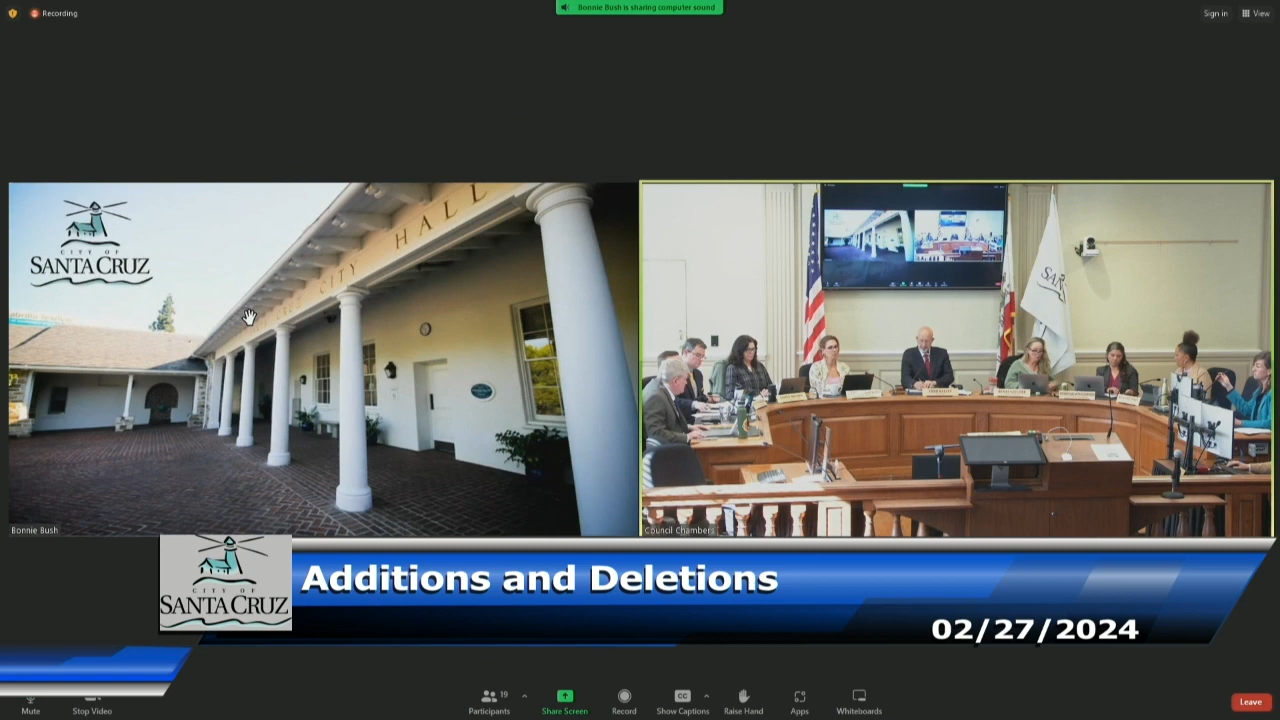 Recording
Bonnie Bush is sharing computer sound
Sign in
View
CITY OF
SANTA CRUZ
CITY HALL
Bonnie Bush
Council Chambers
CITY OF
SANTA CRUZ
Additions and Deletions
02/27/2024
Mute
Stop Video
Participants
19
Share Screen
Record
CC
Show Captions
Raise Hand
Apps
Whiteboards
Leave